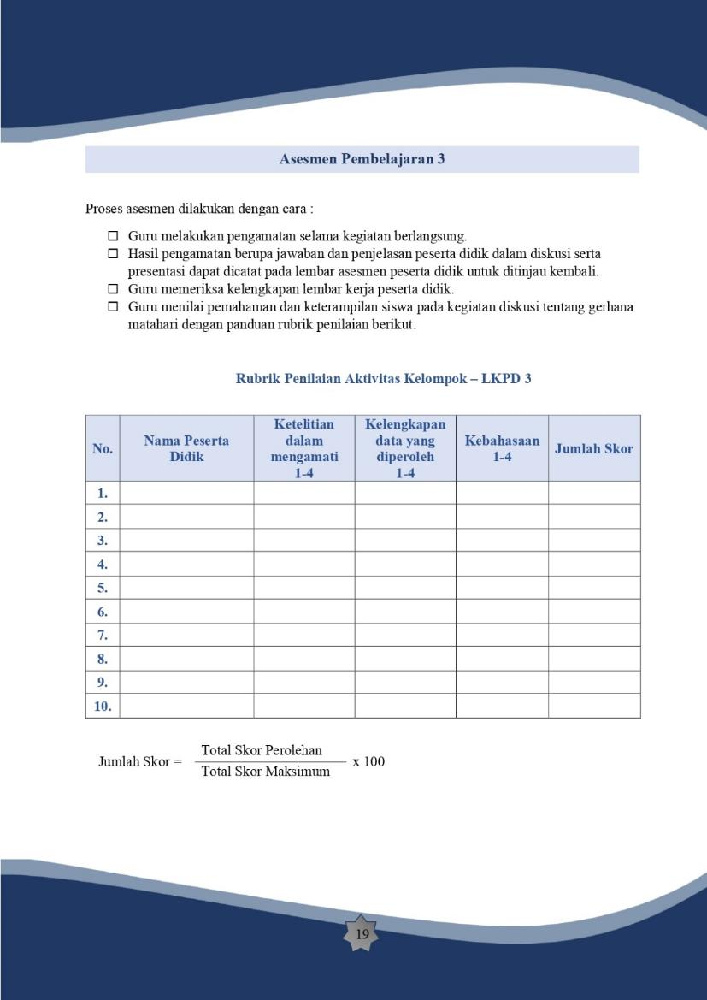 Asesmen Pembelajaran 3
Proses asesmen dilakukan dengan cara :
☐ Guru melakukan pengamatan selama kegiatan berlangsung.
☐ Hasil pengamatan berupa jawaban dan penjelasan peserta didik dalam diskusi serta
presentasi dapat dicatat pada lembar asesmen peserta didik untuk ditinjau kembali.
☐ Guru memeriksa kelengkapan lembar kerja peserta didik.
☐ Guru menilai pemahaman dan keterampilan siswa pada kegiatan diskusi tentang gerhana
matahari dengan panduan rubrik penilaian berikut.
Rubrik Penilaian Aktivitas Kelompok – LKPD 3
No.
Nama Peserta
Didik
Ketelitian
dalam
mengamati
1-4
Kelengkapan
data yang
diperoleh
1-4
Kebahasaan
1-4
Jumlah Skor
1.
2.
3.
4.
5.
6.
7.
8.
9.
10.
Jumlah Skor =
Total Skor Perolehan
Total Skor Maksimum
x 100
19